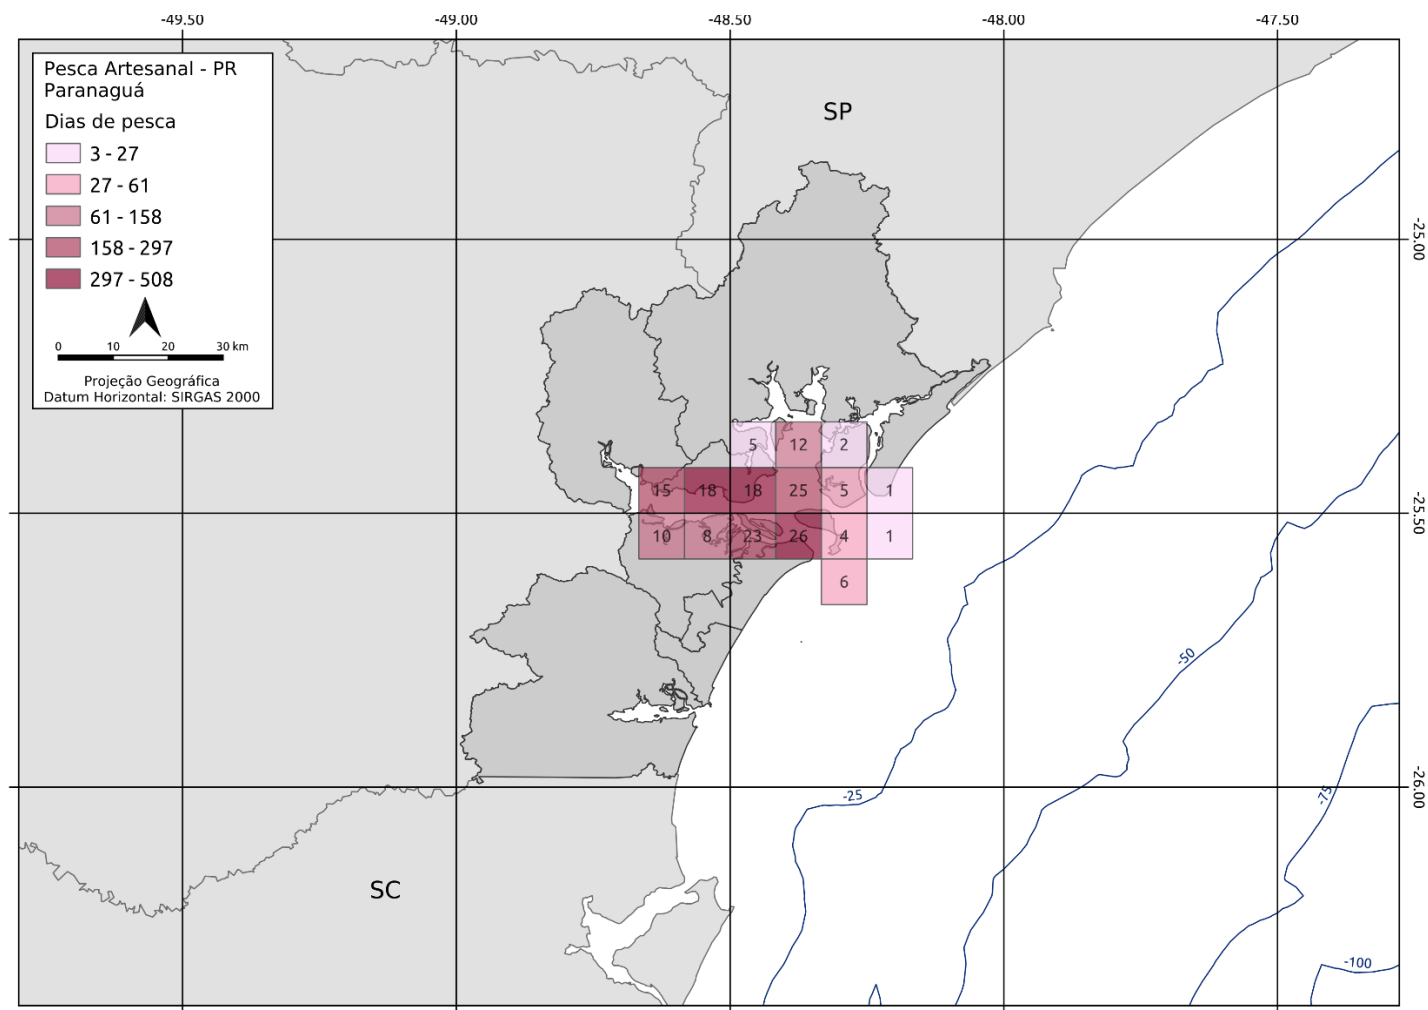 -49.50 -49.00 -48.50 -48.00 -47.50
Pesca Artesanal - PR
Paranaguá
Dias de pesca
3 - 27
27 - 61
61 - 158
158 - 297
297 - 508
0 10 20 30 km
Projeção Geográfica
Datum Horizontal: SIRGAS 2000
SP
-25.00
5 12 2
15 18 18 25 5 1
-25.50
10 8 23 26 4 1
6
-50
-25
-75
-26.00
SC
-100